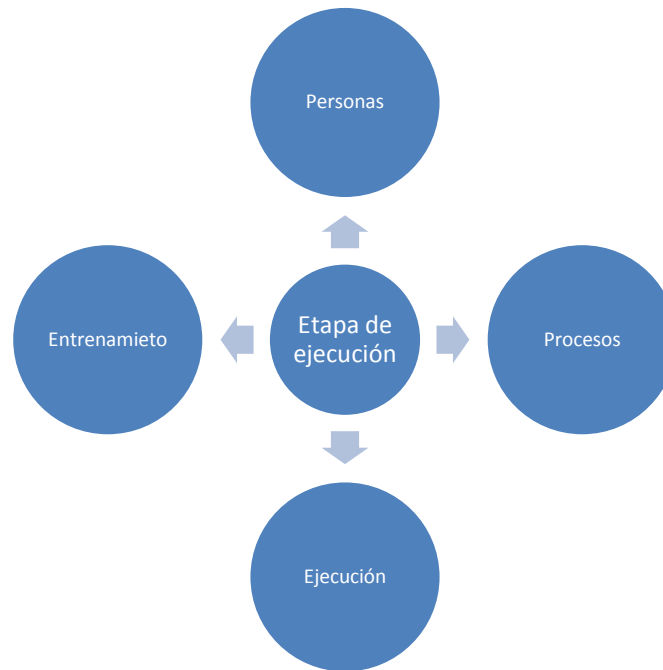 Personas
Entrenamieto
Etapa de
ejecución
Procesos
Ejecución